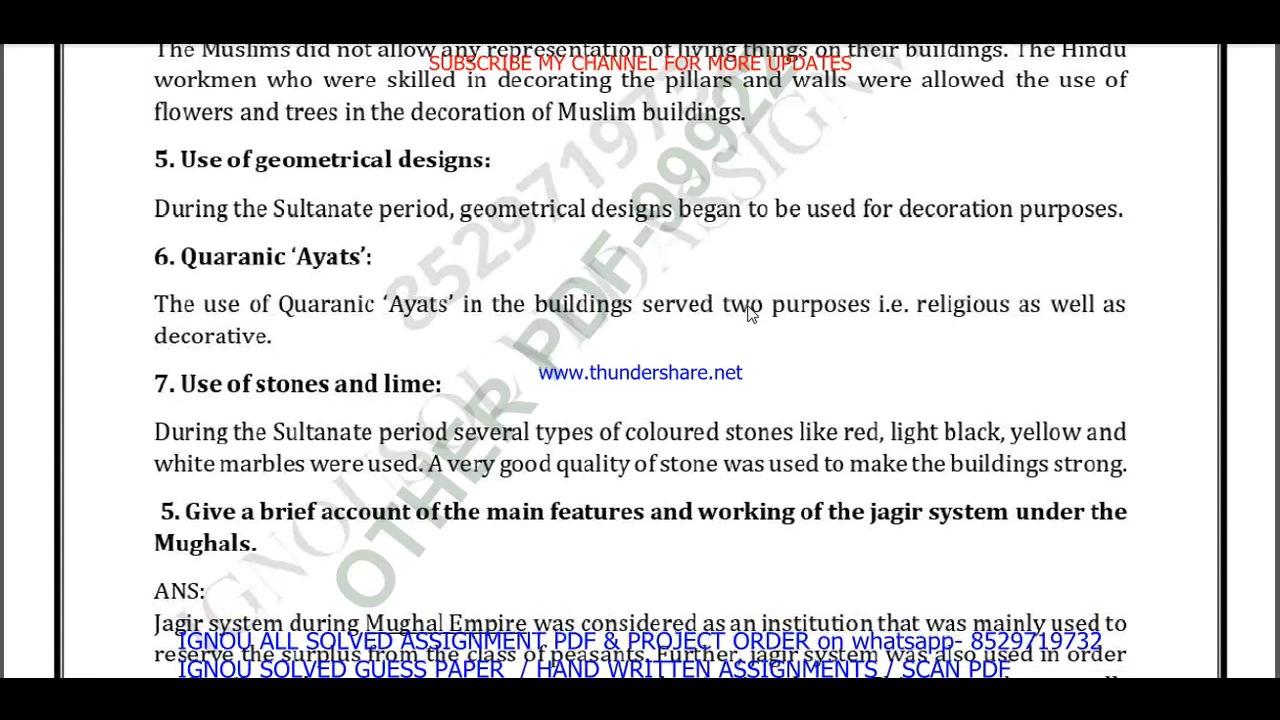 The Muslims did not allow any representation of living things on their buildings. The Hindu
SUBSCRIBE MY CHANNEL FOR MORE UPDATES
workmen who were skilled in decorating the pillars and walls were allowed the use of
flowers and trees in the decoration of Muslim buildings.
5. Use of geometrical designs:
During the Sultanate period, geometrical designs began to be used for decoration purposes.
6. Quaranic ‘Ayats’:
The use of Quaranic ‘Ayats’ in the buildings served two purposes i.e. religious as well as
decorative.
www.thundershare.net
7. Use of stones and lime:
During the Sultanate period several types of coloured stones like red, light black, yellow and
white marbles were used. A very good quality of stone was used to make the buildings strong.
5. Give a brief account of the main features and working of the jagir system under the
Mughals.
ANS:
Jagir system during Mughal Empire was considered as an institution that was mainly used to
IGNOU ALL SOLVED ASSIGNMENT PDF & PROJECT ORDER on whatsapp- 8529719732
reserve the surplus from the class of peasants. Further, jagir system was also used in order
IGNOU SOLVED GUESS PAPER / HAND WRITTEN ASSIGNMENTS / SCAN PDF
OTHER PDF-